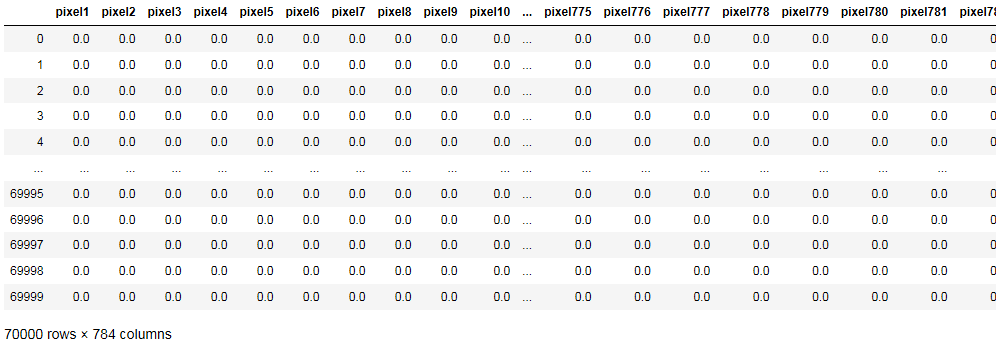 pixel1 pixel2 pixel3 pixel4 pixel5 pixel6 pixel7 pixel8 pixel9 pixel10 ... pixel775 pixel776 pixel777 pixel778 pixel779 pixel780 pixel781
0 0.0 0.0 0.0 0.0 0.0 0.0 0.0 0.0 0.0 0.0 ... 0.0 0.0 0.0 0.0 0.0 0.0 0.0
1 0.0 0.0 0.0 0.0 0.0 0.0 0.0 0.0 0.0 0.0 ... 0.0 0.0 0.0 0.0 0.0 0.0 0.0
2 0.0 0.0 0.0 0.0 0.0 0.0 0.0 0.0 0.0 0.0 ... 0.0 0.0 0.0 0.0 0.0 0.0 0.0
3 0.0 0.0 0.0 0.0 0.0 0.0 0.0 0.0 0.0 0.0 ... 0.0 0.0 0.0 0.0 0.0 0.0 0.0
4 0.0 0.0 0.0 0.0 0.0 0.0 0.0 0.0 0.0 0.0 ... 0.0 0.0 0.0 0.0 0.0 0.0 0.0
... ... ... ... ... ... ... ... ... ... ... ... ... ... ... ... ... ... ...
69995 0.0 0.0 0.0 0.0 0.0 0.0 0.0 0.0 0.0 0.0 ... 0.0 0.0 0.0 0.0 0.0 0.0 0.0
69996 0.0 0.0 0.0 0.0 0.0 0.0 0.0 0.0 0.0 0.0 ... 0.0 0.0 0.0 0.0 0.0 0.0 0.0
69997 0.0 0.0 0.0 0.0 0.0 0.0 0.0 0.0 0.0 0.0 ... 0.0 0.0 0.0 0.0 0.0 0.0 0.0
69998 0.0 0.0 0.0 0.0 0.0 0.0 0.0 0.0 0.0 0.0 ... 0.0 0.0 0.0 0.0 0.0 0.0 0.0
69999 0.0 0.0 0.0 0.0 0.0 0.0 0.0 0.0 0.0 0.0 ... 0.0 0.0 0.0 0.0 0.0 0.0 0.0
70000 rows × 784 columns